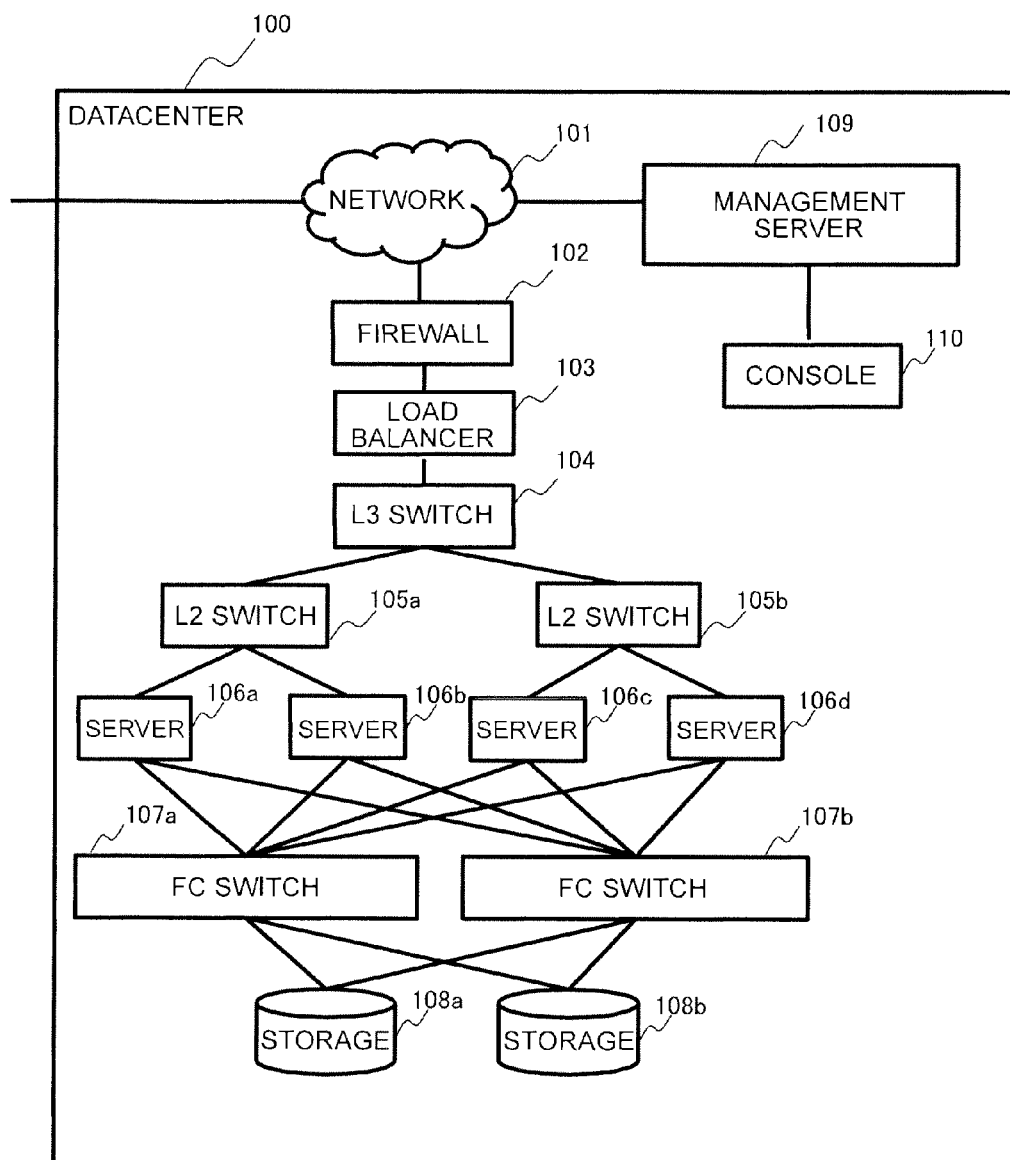 100
DATACENTER
101
109
NETWORK
MANAGEMENT
SERVER
102
FIREWALL
110
CONSOLE
103
LOAD
BALANCER
104
L3 SWITCH
L2 SWITCH
105a
L2 SWITCH
105b
106a
106b
106c
106d
SERVER
SERVER
SERVER
SERVER
107a
107b
FC SWITCH
FC SWITCH
108a
108b
STORAGE
STORAGE